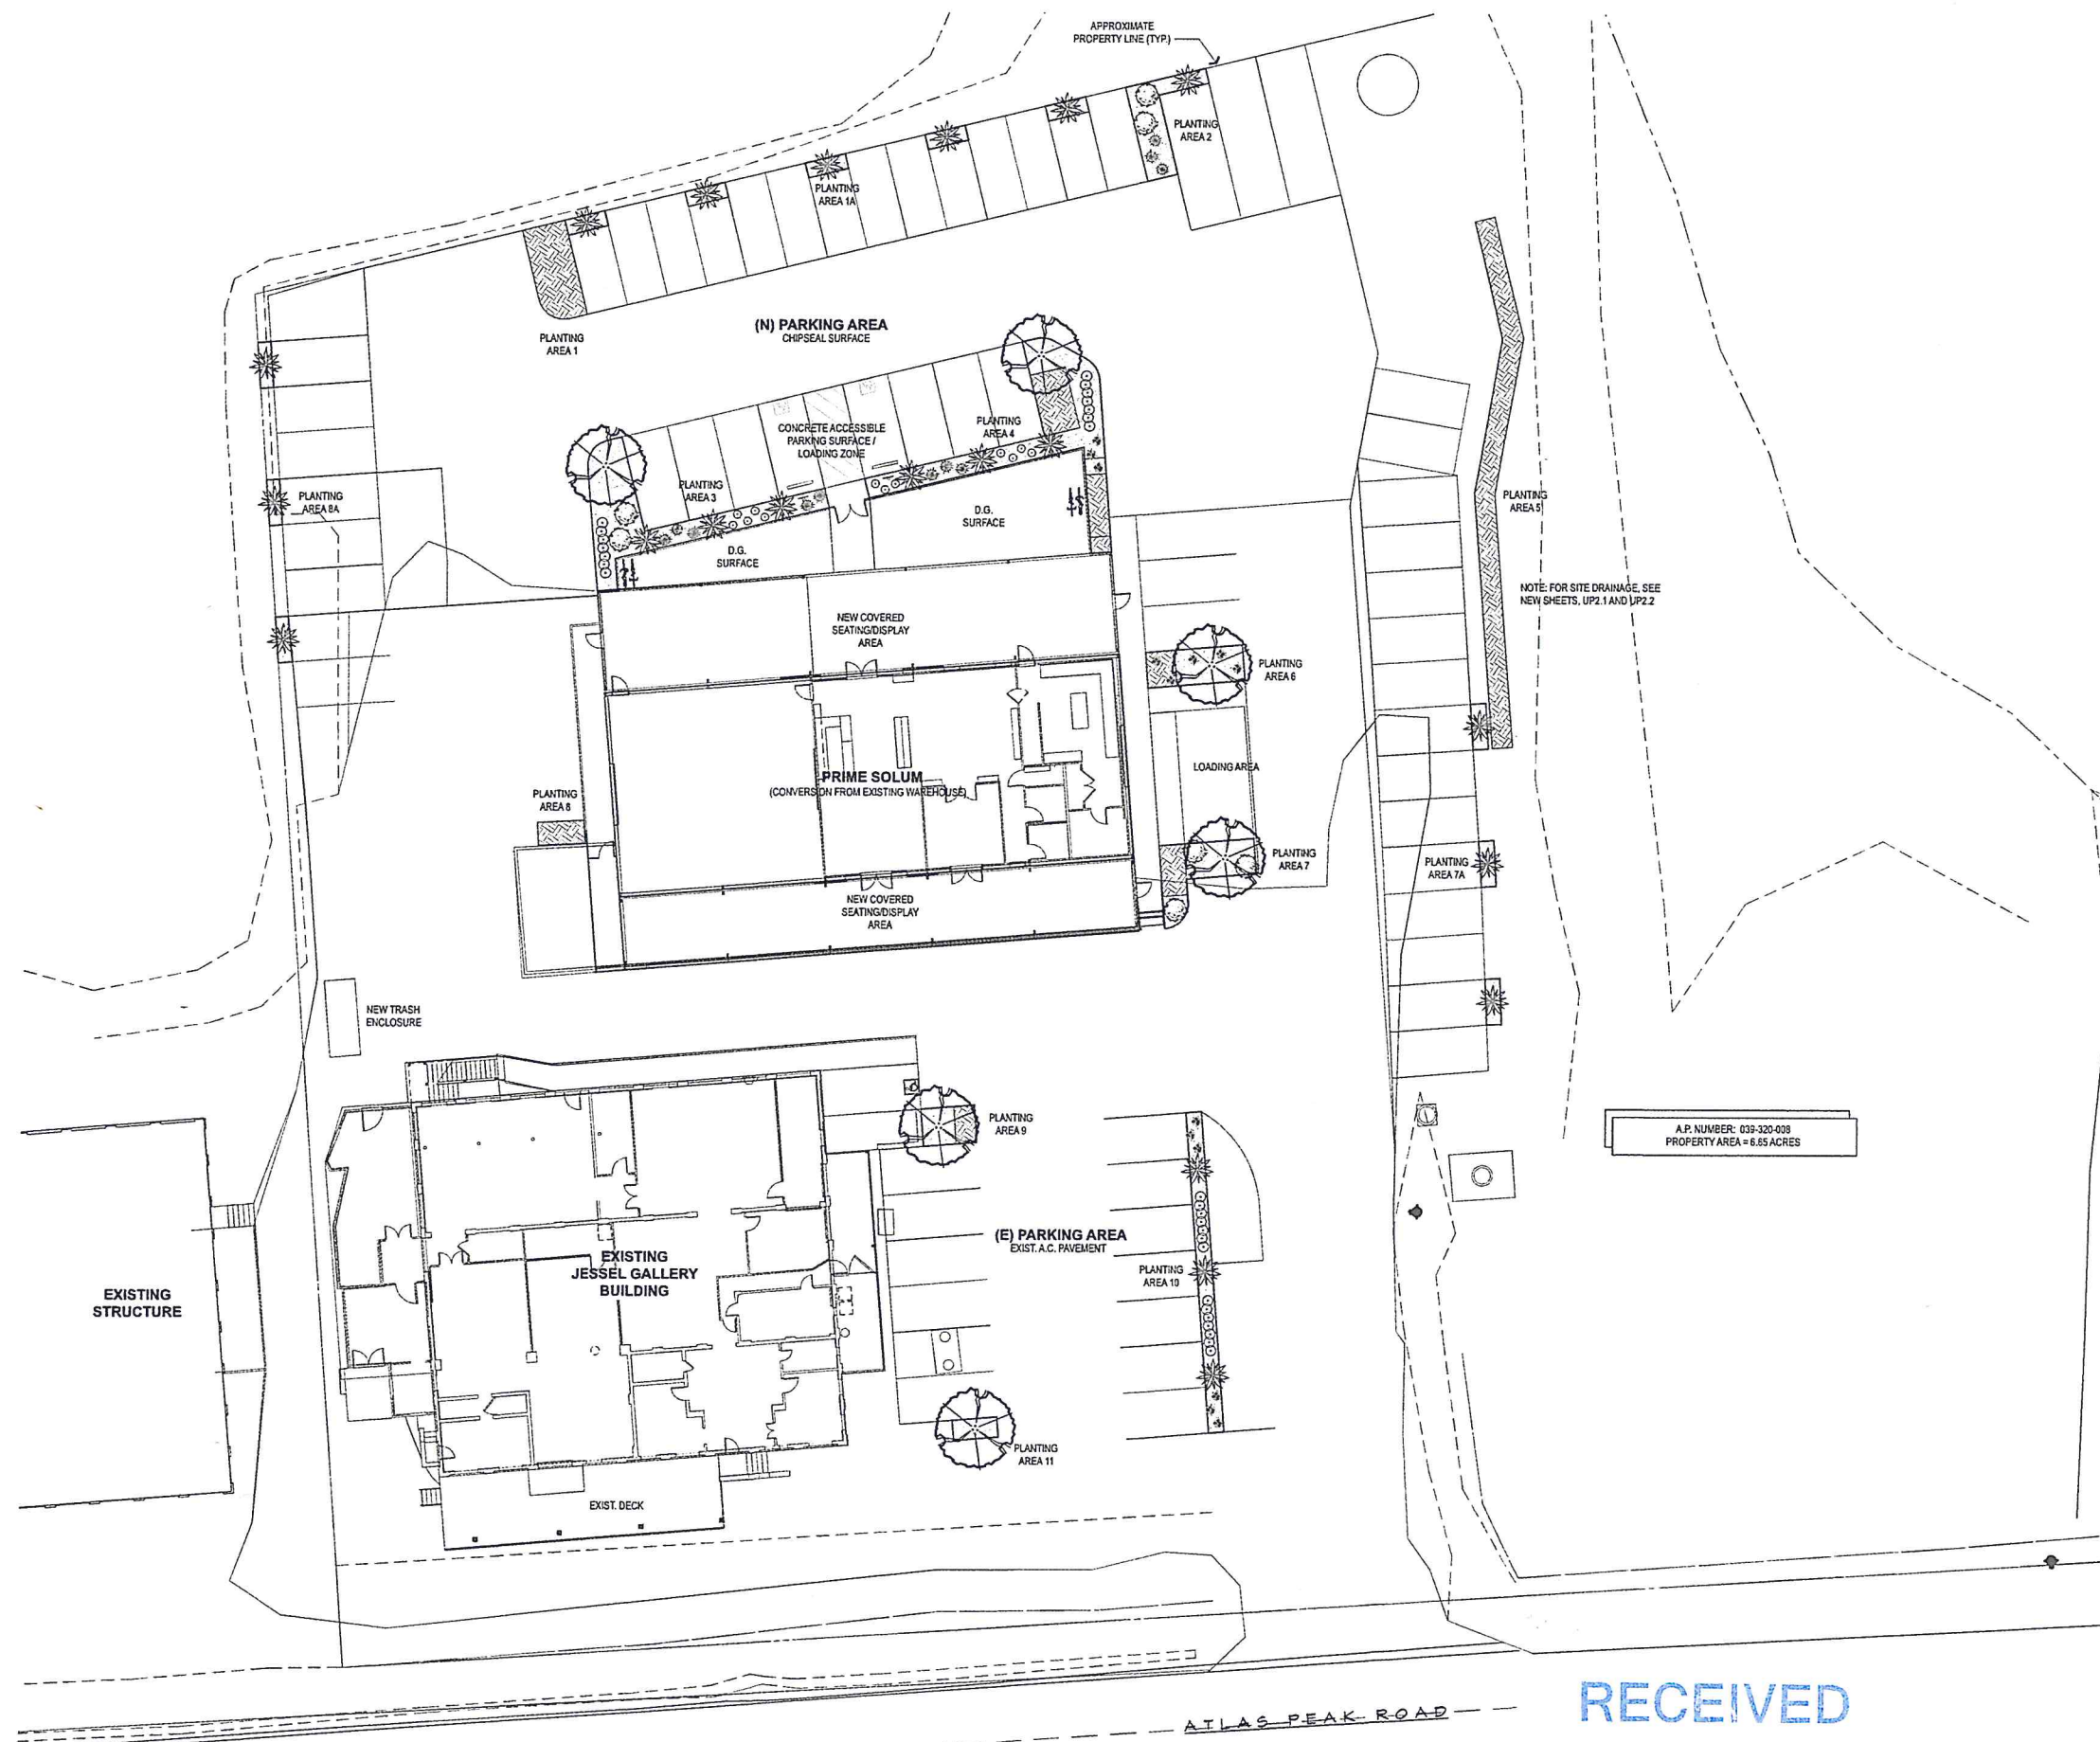 APPROXIMATE
PROPERTY LINE (TYP.)
PLANTING
AREA 2
PLANTING
AREA 1A
(N) PARKING AREA
CHIPSEAL SURFACE
PLANTING
AREA 1
CONCRETE ACCESSIBLE
PARKING SURFACE /
LOADING ZONE
PLANTING
AREA 4
PLANTING
AREA 3
PLANTING
AREA 8A
PLANTING
AREA 5
D.G.
SURFACE
D.G.
SURFACE
NOTE: FOR SITE DRAINAGE, SEE
NEW SHEETS, UP2.1 AND UP2.2
NEW COVERED
SEATING/DISPLAY
AREA
PLANTING
AREA 6
LOADING AREA
PRIME SOLUM
(CONVERSION FROM EXISTING WAREHOUSE)
PLANTING
AREA 8
PLANTING
AREA 7
PLANTING
AREA 7A
NEW COVERED
SEATING/DISPLAY
AREA
NEW TRASH
ENCLOSURE
PLANTING
AREA 9
A.P. NUMBER: 039-320-008
PROPERTY AREA = 6.65 ACRES
(E) PARKING AREA
EXIST. A.C. PAVEMENT
EXISTING
JESSEL GALLERY
BUILDING
PLANTING
AREA 10
EXISTING
STRUCTURE
PLANTING
AREA 11
EXIST. DECK
ATLAS PEAK ROAD
RECEIVED